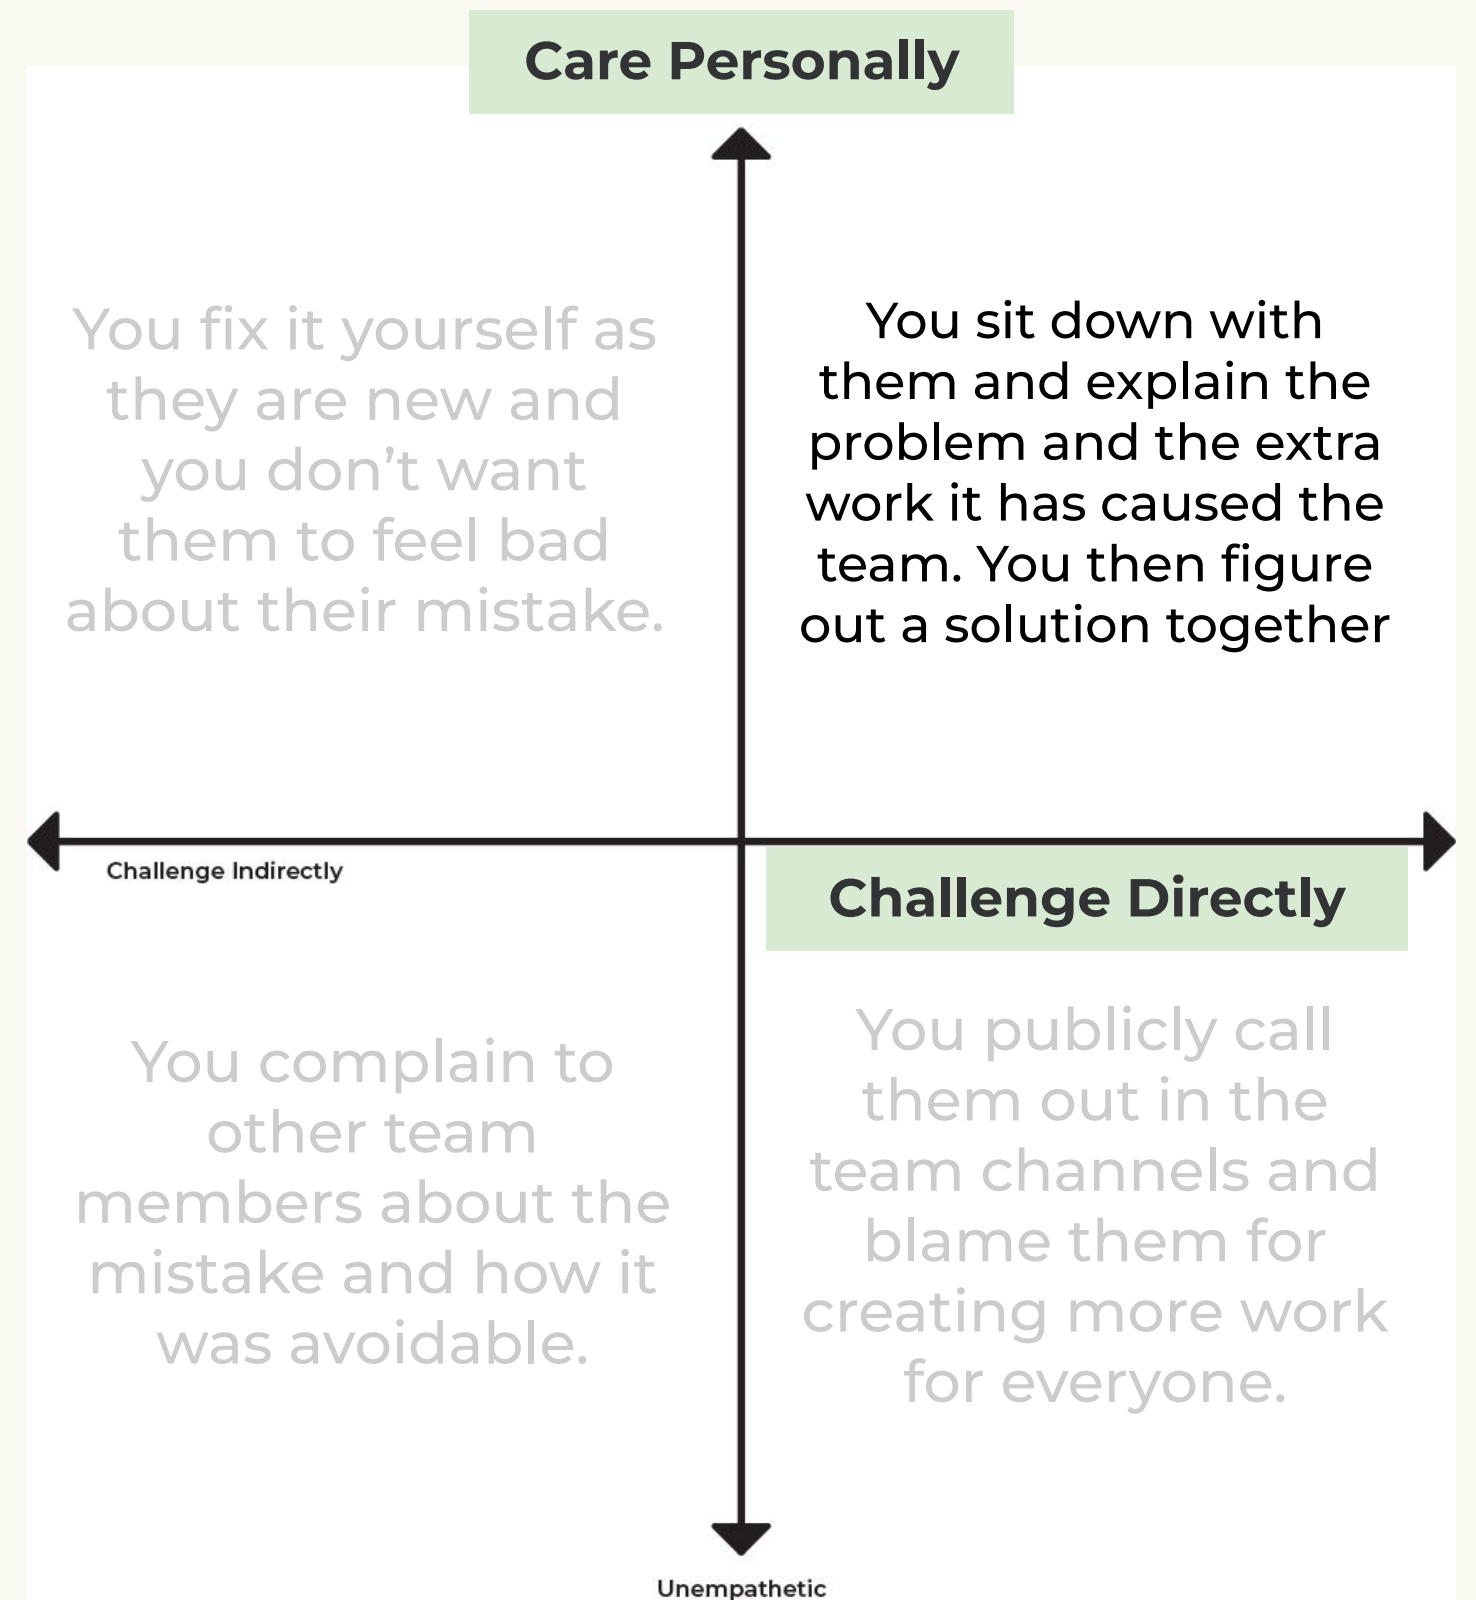 Care Personally
You fix it yourself as
they are new and
you don’t want
them to feel bad
about their mistake.
You sit down with
them and explain the
problem and the extra
work it has caused the
team. You then figure
out a solution together
Challenge Indirectly
Challenge Directly
You complain to
other team
members about the
mistake and how it
was avoidable.
You publicly call
them out in the
team channels and
blame them for
creating more work
for everyone.
Unempathetic